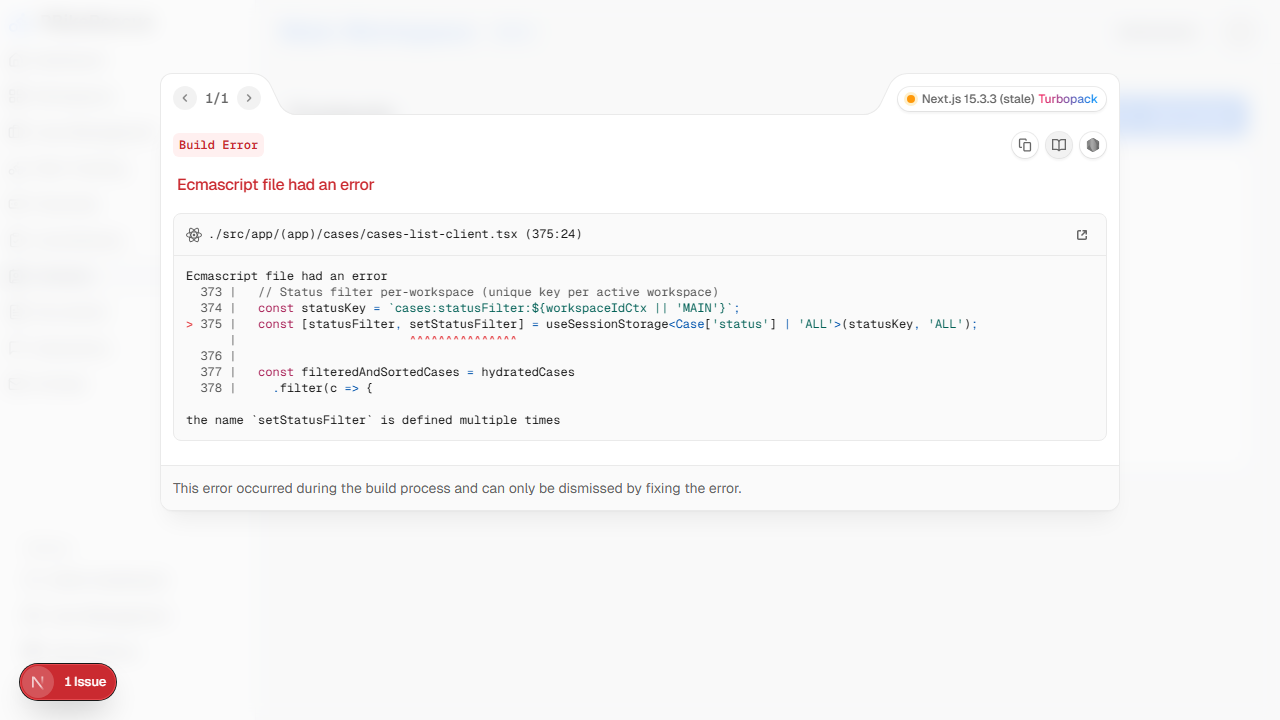 1/1
Next.js 15.3.3 (stale) Turbopack
Build Error
Ecmascript file had an error
./src/app/(app)/cases/cases-list-client.tsx (375:24)
Ecmascript file had an error
  373 |   // Status filter per-workspace (unique key per active workspace)
  374 |   const statusKey = `cases:statusFilter:${workspaceIdCtx || 'MAIN'}`;
> 375 |   const [statusFilter, setStatusFilter] = useSessionStorage<Case['status'] | 'ALL'>(statusKey, 'ALL');
      |                        ^^^^^^^^^^^^^^^
  376 |
  377 |   const filteredAndSortedCases = hydratedCases
  378 |     .filter(c => {
the name `setStatusFilter` is defined multiple times
This error occurred during the build process and can only be dismissed by fixing the error.
N 1 Issue